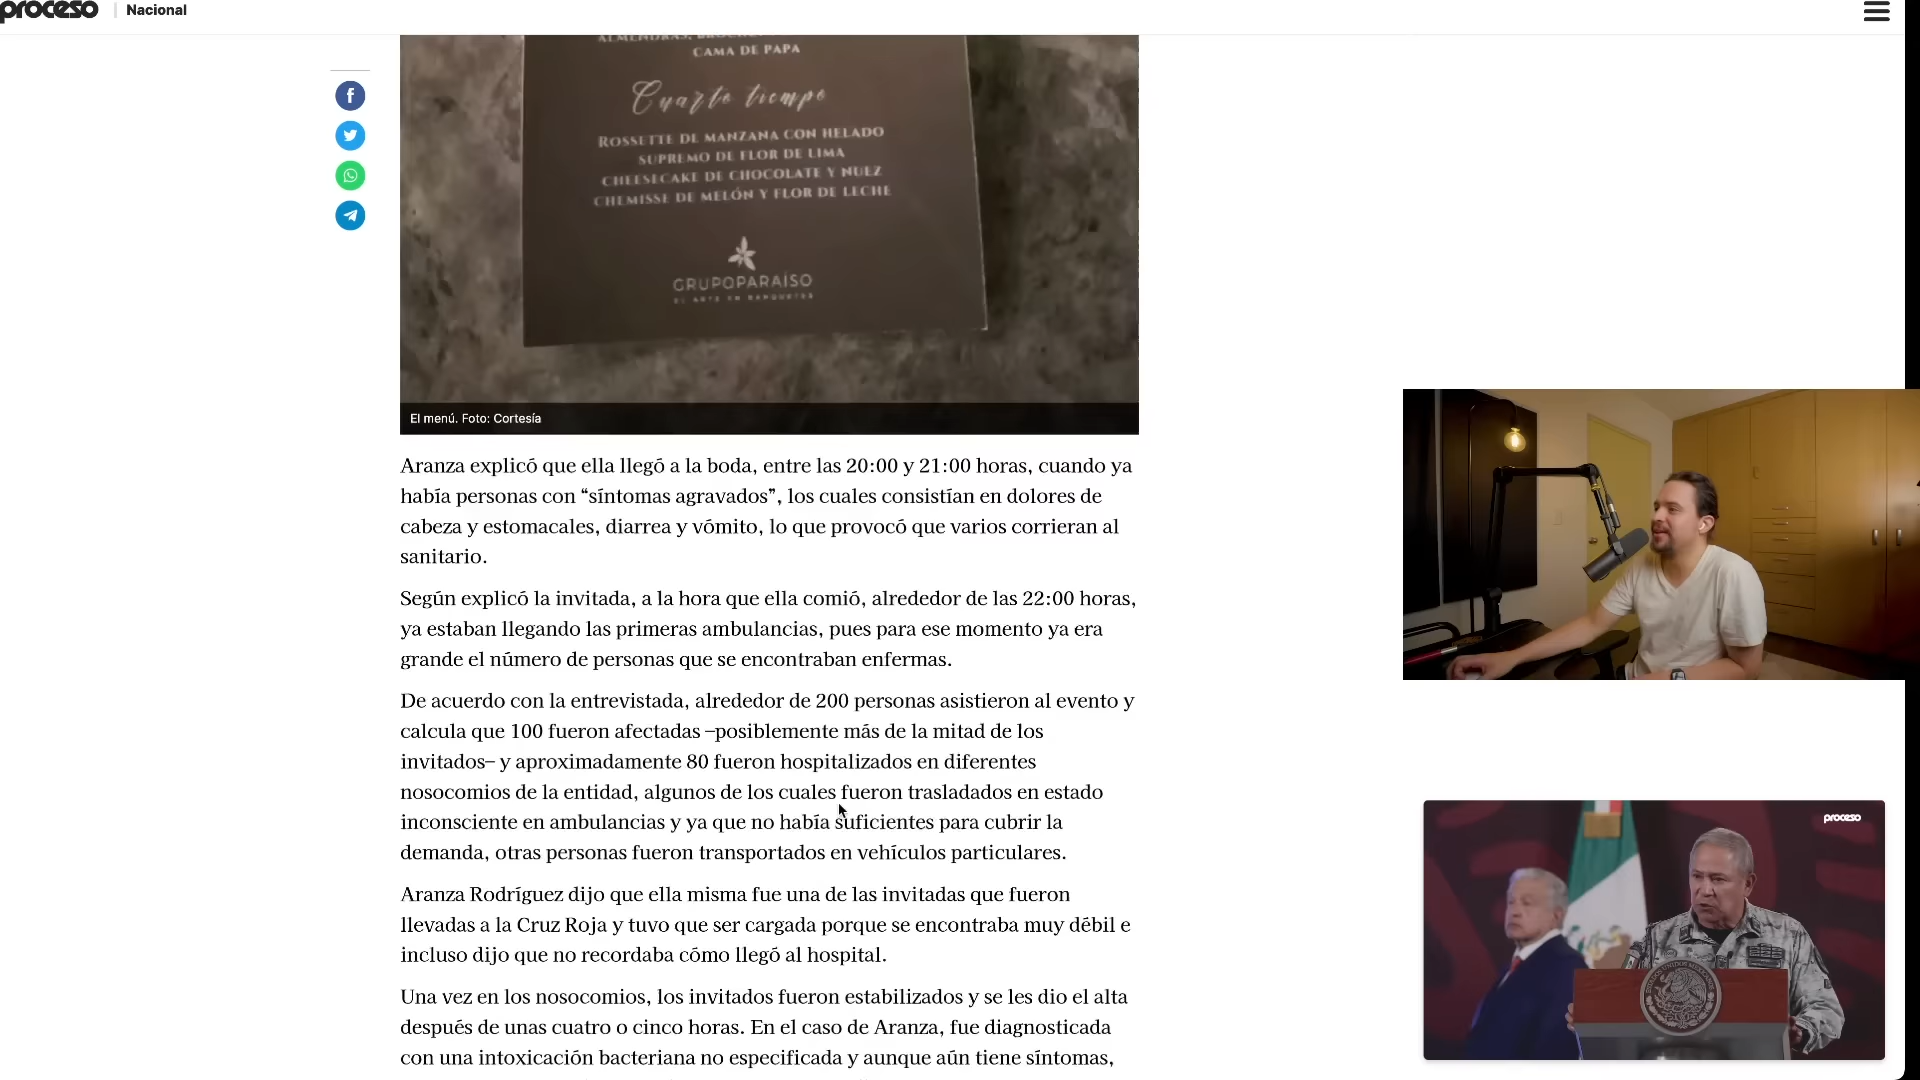 proceso
Nacional
CAMA DE PAPA
Cuarto tiempo
ROSSETTE DE MANZANA CON HELADO
SUPREMO DE FLOR DE LIMA
CHEESECAKE DE CHOCOLATE Y NUEZ
CHEMISSE DE MELÓN Y FLOR DE LECHE
GRUPOPARAÍSO
EL ARTE EN BANQUETES
El menú. Foto: Cortesía
Aranza explicó que ella llegó a la boda, entre las 20:00 y 21:00 horas, cuando ya
había personas con “síntomas agravados”, los cuales consistían en dolores de
cabeza y estomacales, diarrea y vómito, lo que provocó que varios corrieran al
sanitario.
Según explicó la invitada, a la hora que ella comió, alrededor de las 22:00 horas,
ya estaban llegando las primeras ambulancias, pues para ese momento ya era
grande el número de personas que se encontraban enfermas.
De acuerdo con la entrevistada, alrededor de 200 personas asistieron al evento y
calcula que 100 fueron afectadas –posiblemente más de la mitad de los
invitados– y aproximadamente 80 fueron hospitalizados en diferentes
nosocomios de la entidad, algunos de los cuales fueron trasladados en estado
inconsciente en ambulancias y ya que no había suficientes para cubrir la
demanda, otras personas fueron transportados en vehículos particulares.
Aranza Rodríguez dijo que ella misma fue una de las invitadas que fueron
llevadas a la Cruz Roja y tuvo que ser cargada porque se encontraba muy débil e
incluso dijo que no recordaba cómo llegó al hospital.
Una vez en los nosocomios, los invitados fueron estabilizados y se les dio el alta
después de unas cuatro o cinco horas. En el caso de Aranza, fue diagnosticada
con una intoxicación bacteriana no especificada y aunque aún tiene síntomas,
proceso